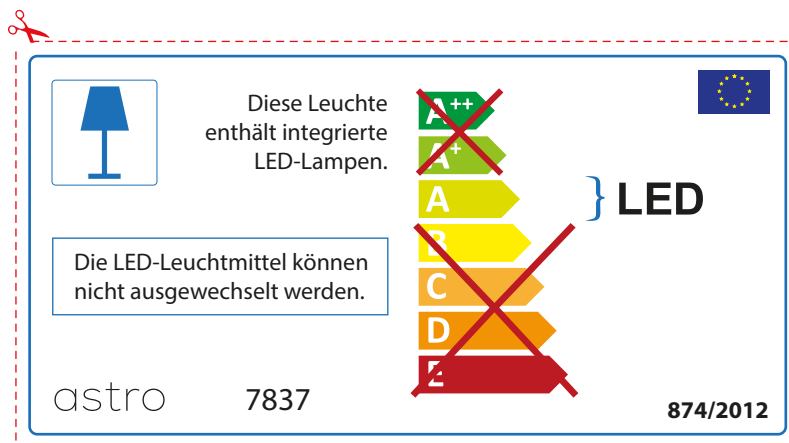 Diese Leuchte
enthält integrierte
LED-Lampen.
Die LED-Leuchtmittel können
nicht ausgewechselt werden.
A++
A+
A
B
C
D
E
LED
astro
7837
874/2012